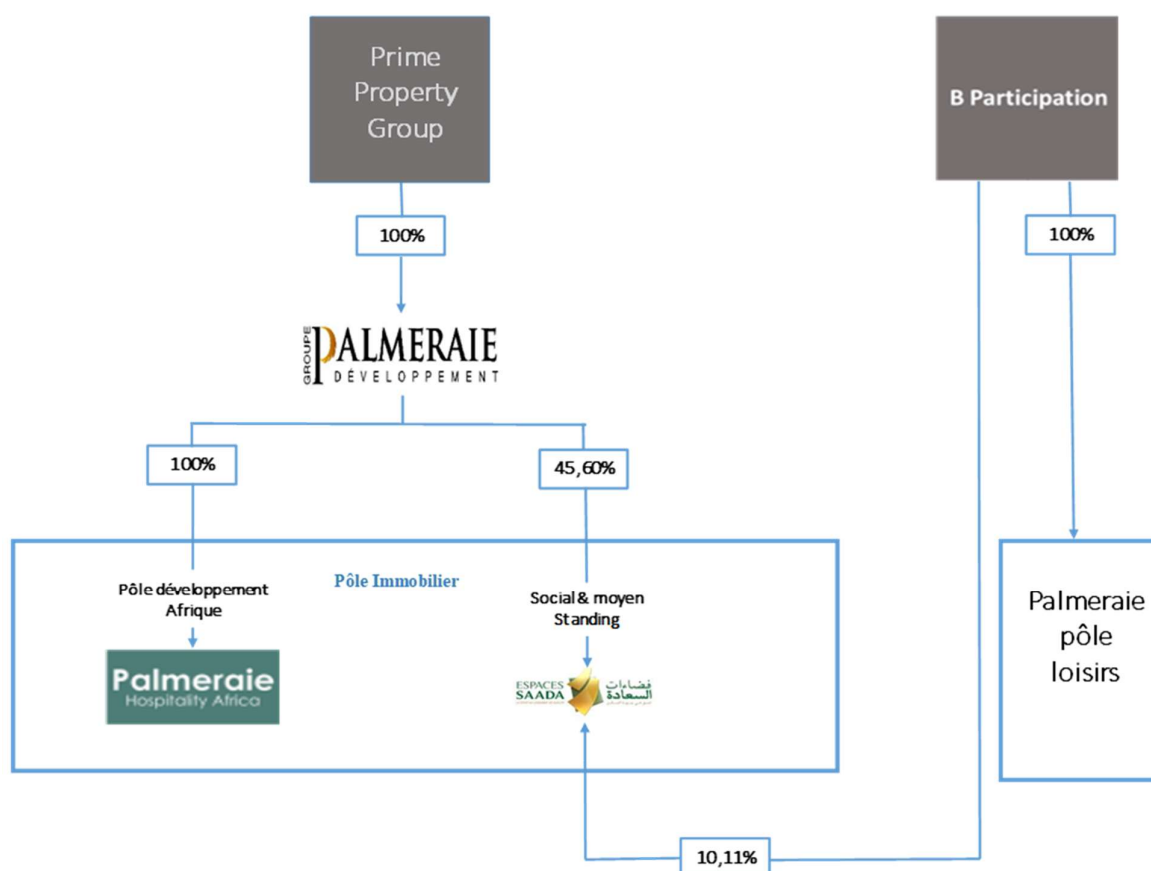 Prime
Property
Group
B Participation
100%
100%
GROUPE
PALMERAIE
DÉVELOPPEMENT
100%
45,60%
Pôle Immobilier
Pôle développement
Afrique
Social & moyen
Standing
Palmeraie
Hospitality Africa
ESPACES
SAADA
فضاءات
السعادة
Palmeraie
pôle
loisirs
10,11%